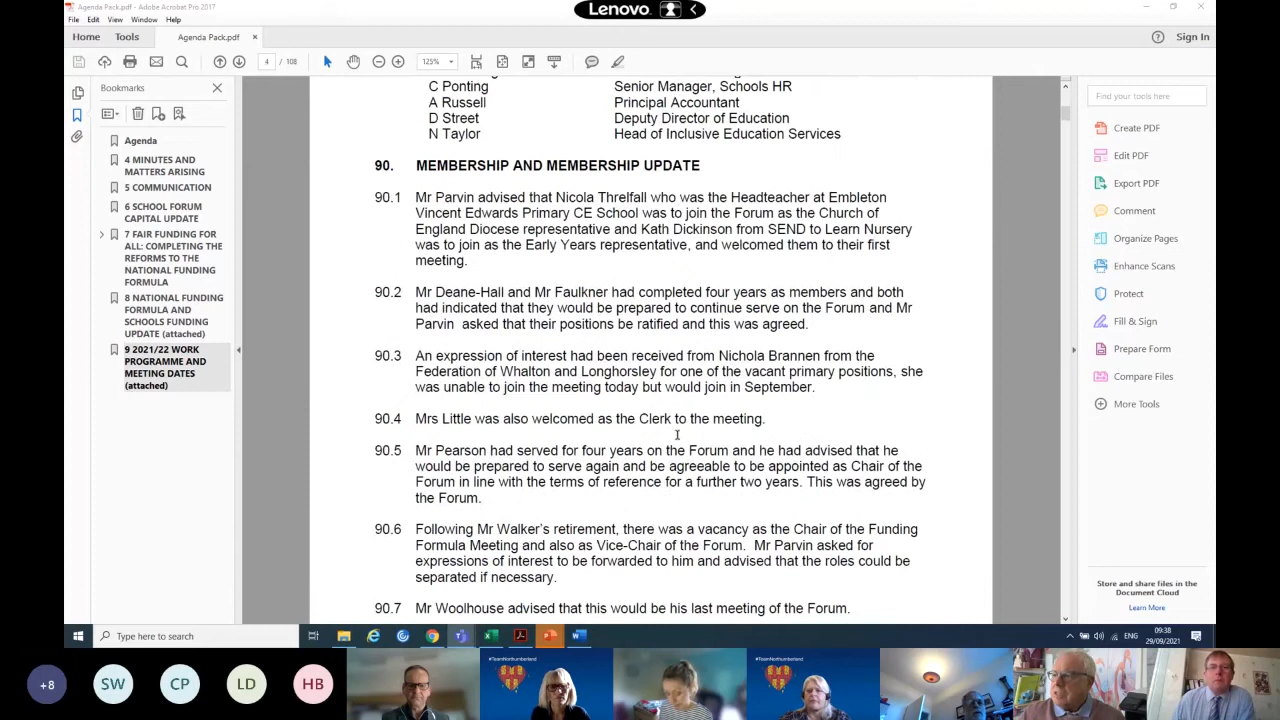 Agenda Pack.pdf - Adobe Acrobat Pro 2017
Lenovo
File Edit View Window Help
Home Tools Agenda Pack.pdf × Sign In
4 / 108 125%
Bookmarks
Agenda
4 MINUTES AND
MATTERS ARISING
5 COMMUNICATION
6 SCHOOL FORUM
CAPITAL UPDATE
7 FAIR FUNDING FOR
ALL: COMPLETING THE
REFORMS TO THE
NATIONAL FUNDING
FORMULA
8 NATIONAL FUNDING
FORMULA AND
SCHOOLS FUNDING
UPDATE (attached)
9 2021/22 WORK
PROGRAMME AND
MEETING DATES
(attached)
C Ponting Senior Manager, Schools HR
A Russell Principal Accountant
D Street Deputy Director of Education
N Taylor Head of Inclusive Education Services
90. MEMBERSHIP AND MEMBERSHIP UPDATE
90.1 Mr Parvin advised that Nicola Threlfall who was the Headteacher at Embleton
Vincent Edwards Primary CE School was to join the Forum as the Church of
England Diocese representative and Kath Dickinson from SEND to Learn Nursery
was to join as the Early Years representative, and welcomed them to their first
meeting.
90.2 Mr Deane-Hall and Mr Faulkner had completed four years as members and both
had indicated that they would be prepared to continue serve on the Forum and Mr
Parvin asked that their positions be ratified and this was agreed.
90.3 An expression of interest had been received from Nichola Brannen from the
Federation of Whalton and Longhorsley for one of the vacant primary positions, she
was unable to join the meeting today but would join in September.
90.4 Mrs Little was also welcomed as the Clerk to the meeting.
90.5 Mr Pearson had served for four years on the Forum and he had advised that he
would be prepared to serve again and be agreeable to be appointed as Chair of the
Forum in line with the terms of reference for a further two years. This was agreed by
the Forum.
90.6 Following Mr Walker's retirement, there was a vacancy as the Chair of the Funding
Formula Meeting and also as Vice-Chair of the Forum. Mr Parvin asked for
expressions of interest to be forwarded to him and advised that the roles could be
separated if necessary.
90.7 Mr Woolhouse advised that this would be his last meeting of the Forum.
Find your tools here
Create PDF
Edit PDF
Export PDF
Comment
Organize Pages
Enhance Scans
Protect
Fill & Sign
Prepare Form
Compare Files
More Tools
Store and share files in the
Document Cloud
Learn More
Type here to search
ENG
09:38
29/09/2021
+8 SW CP LD HB
#TeamNorthumberland
#TeamNorthumberland